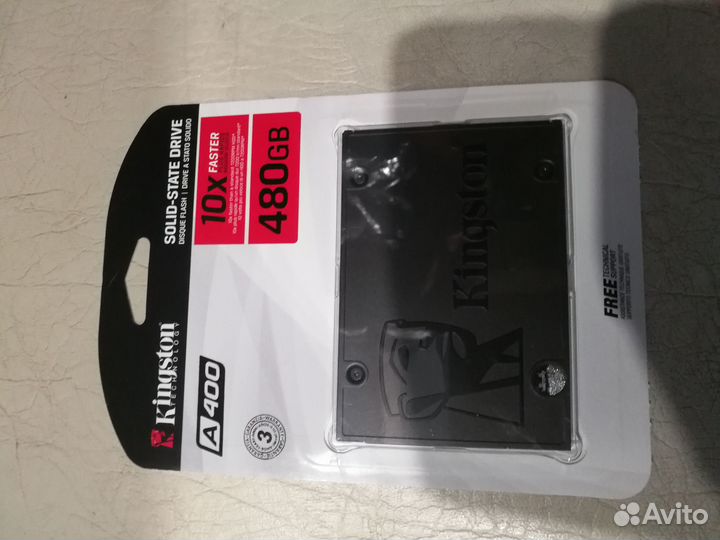 Kingston
TECHNOLOGY
SOLID-STATE DRIVE
DISQUE FLASH | DRIVE A STATO SOLIDO
A400
10X FASTER
480GB
3
Kingston
FREE TECHNICAL
SUPPORT
Avito